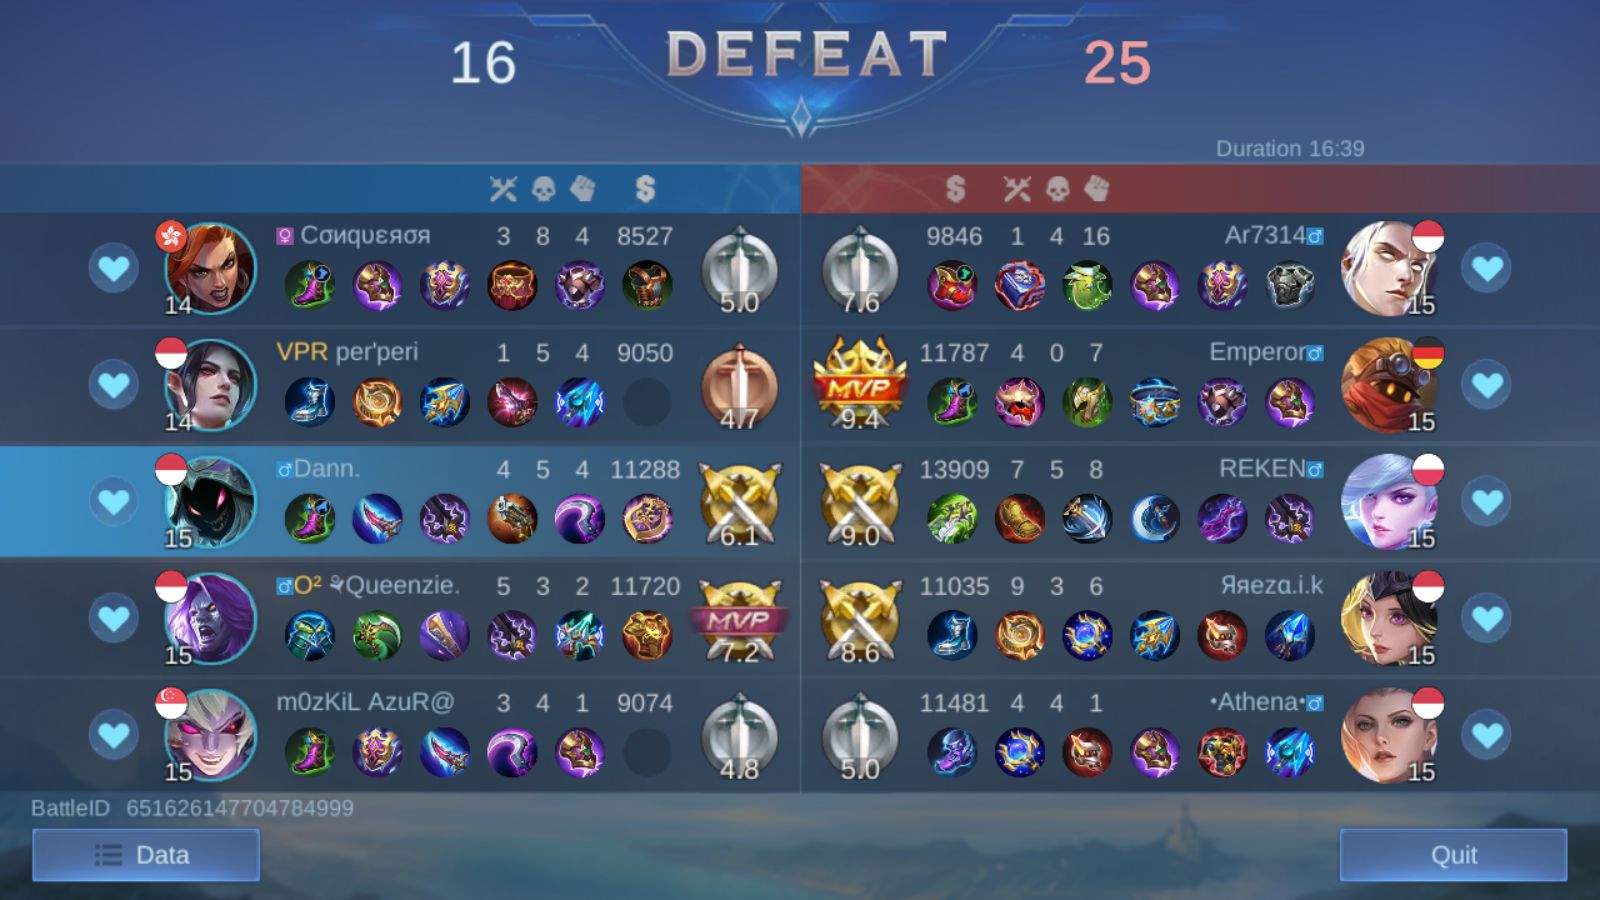 16 DEFEAT 25
Duration 16:39
Cσиqυεяσя 3 8 4 8527 5.0
14
7.6 9846 1 4 16 Ar7314
15
VPR per'peri 1 5 4 9050 4.7
14
MVP 9.4 11787 4 0 7 Emperor
15
Dann. 4 5 4 11288 6.1
15
9.0 13909 7 5 8 REKEN
15
O² Queenzie. 5 3 2 11720 MVP 7.2
15
8.6 11035 9 3 6 Яяezɑ.i.k
15
m0zKiL AzuR@ 3 4 1 9074 4.8
15
5.0 11481 4 4 1 •Athena•
15
BattleID 651626147704784999
Data
Quit